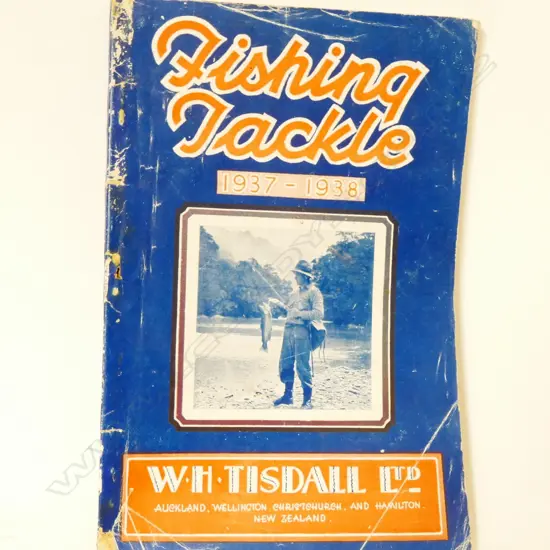 Fishing
Tackle
1937 - 1938
W·H·TISDALL LTD
AUCKLAND, WELLINGTON CHRISTCHURCH, AND HAMILTON.
NEW ZEALAND.